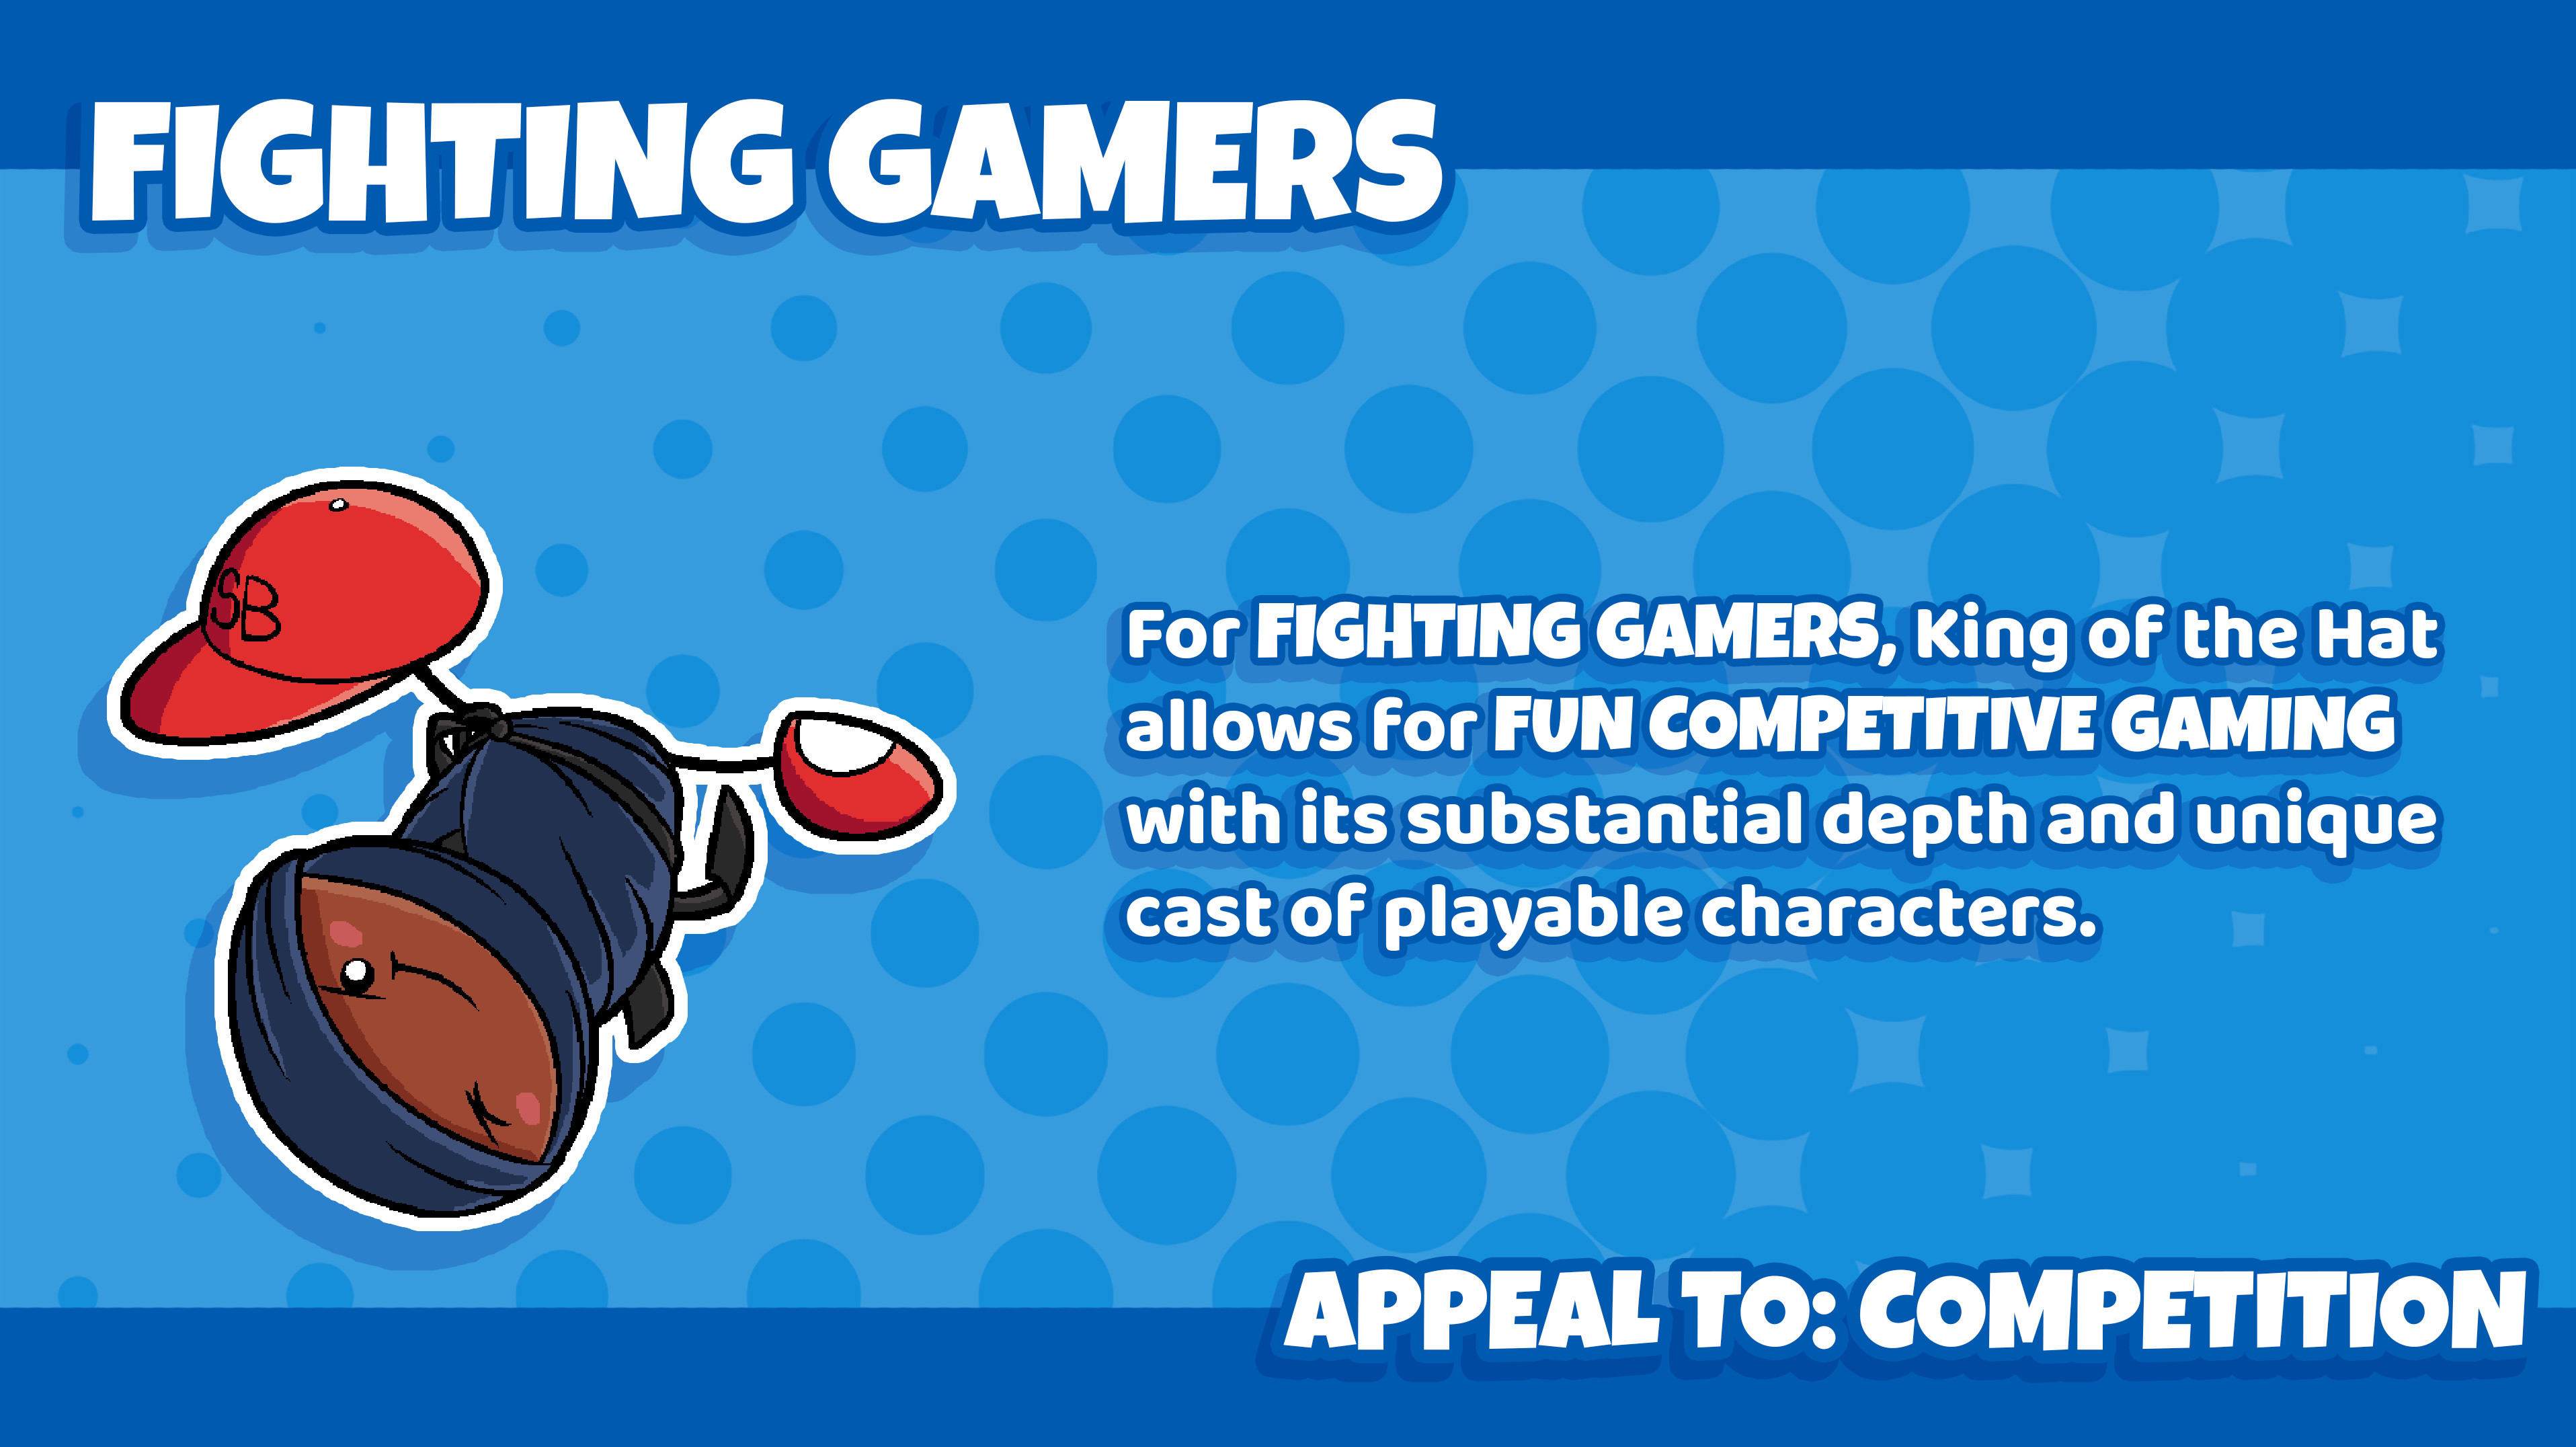 FIGHTING GAMERS
SB
For FIGHTING GAMERS, King of the Hat
allows for FUN COMPETITIVE GAMING
with its substantial depth and unique
cast of playable characters.
APPEAL TO: COMPETITION